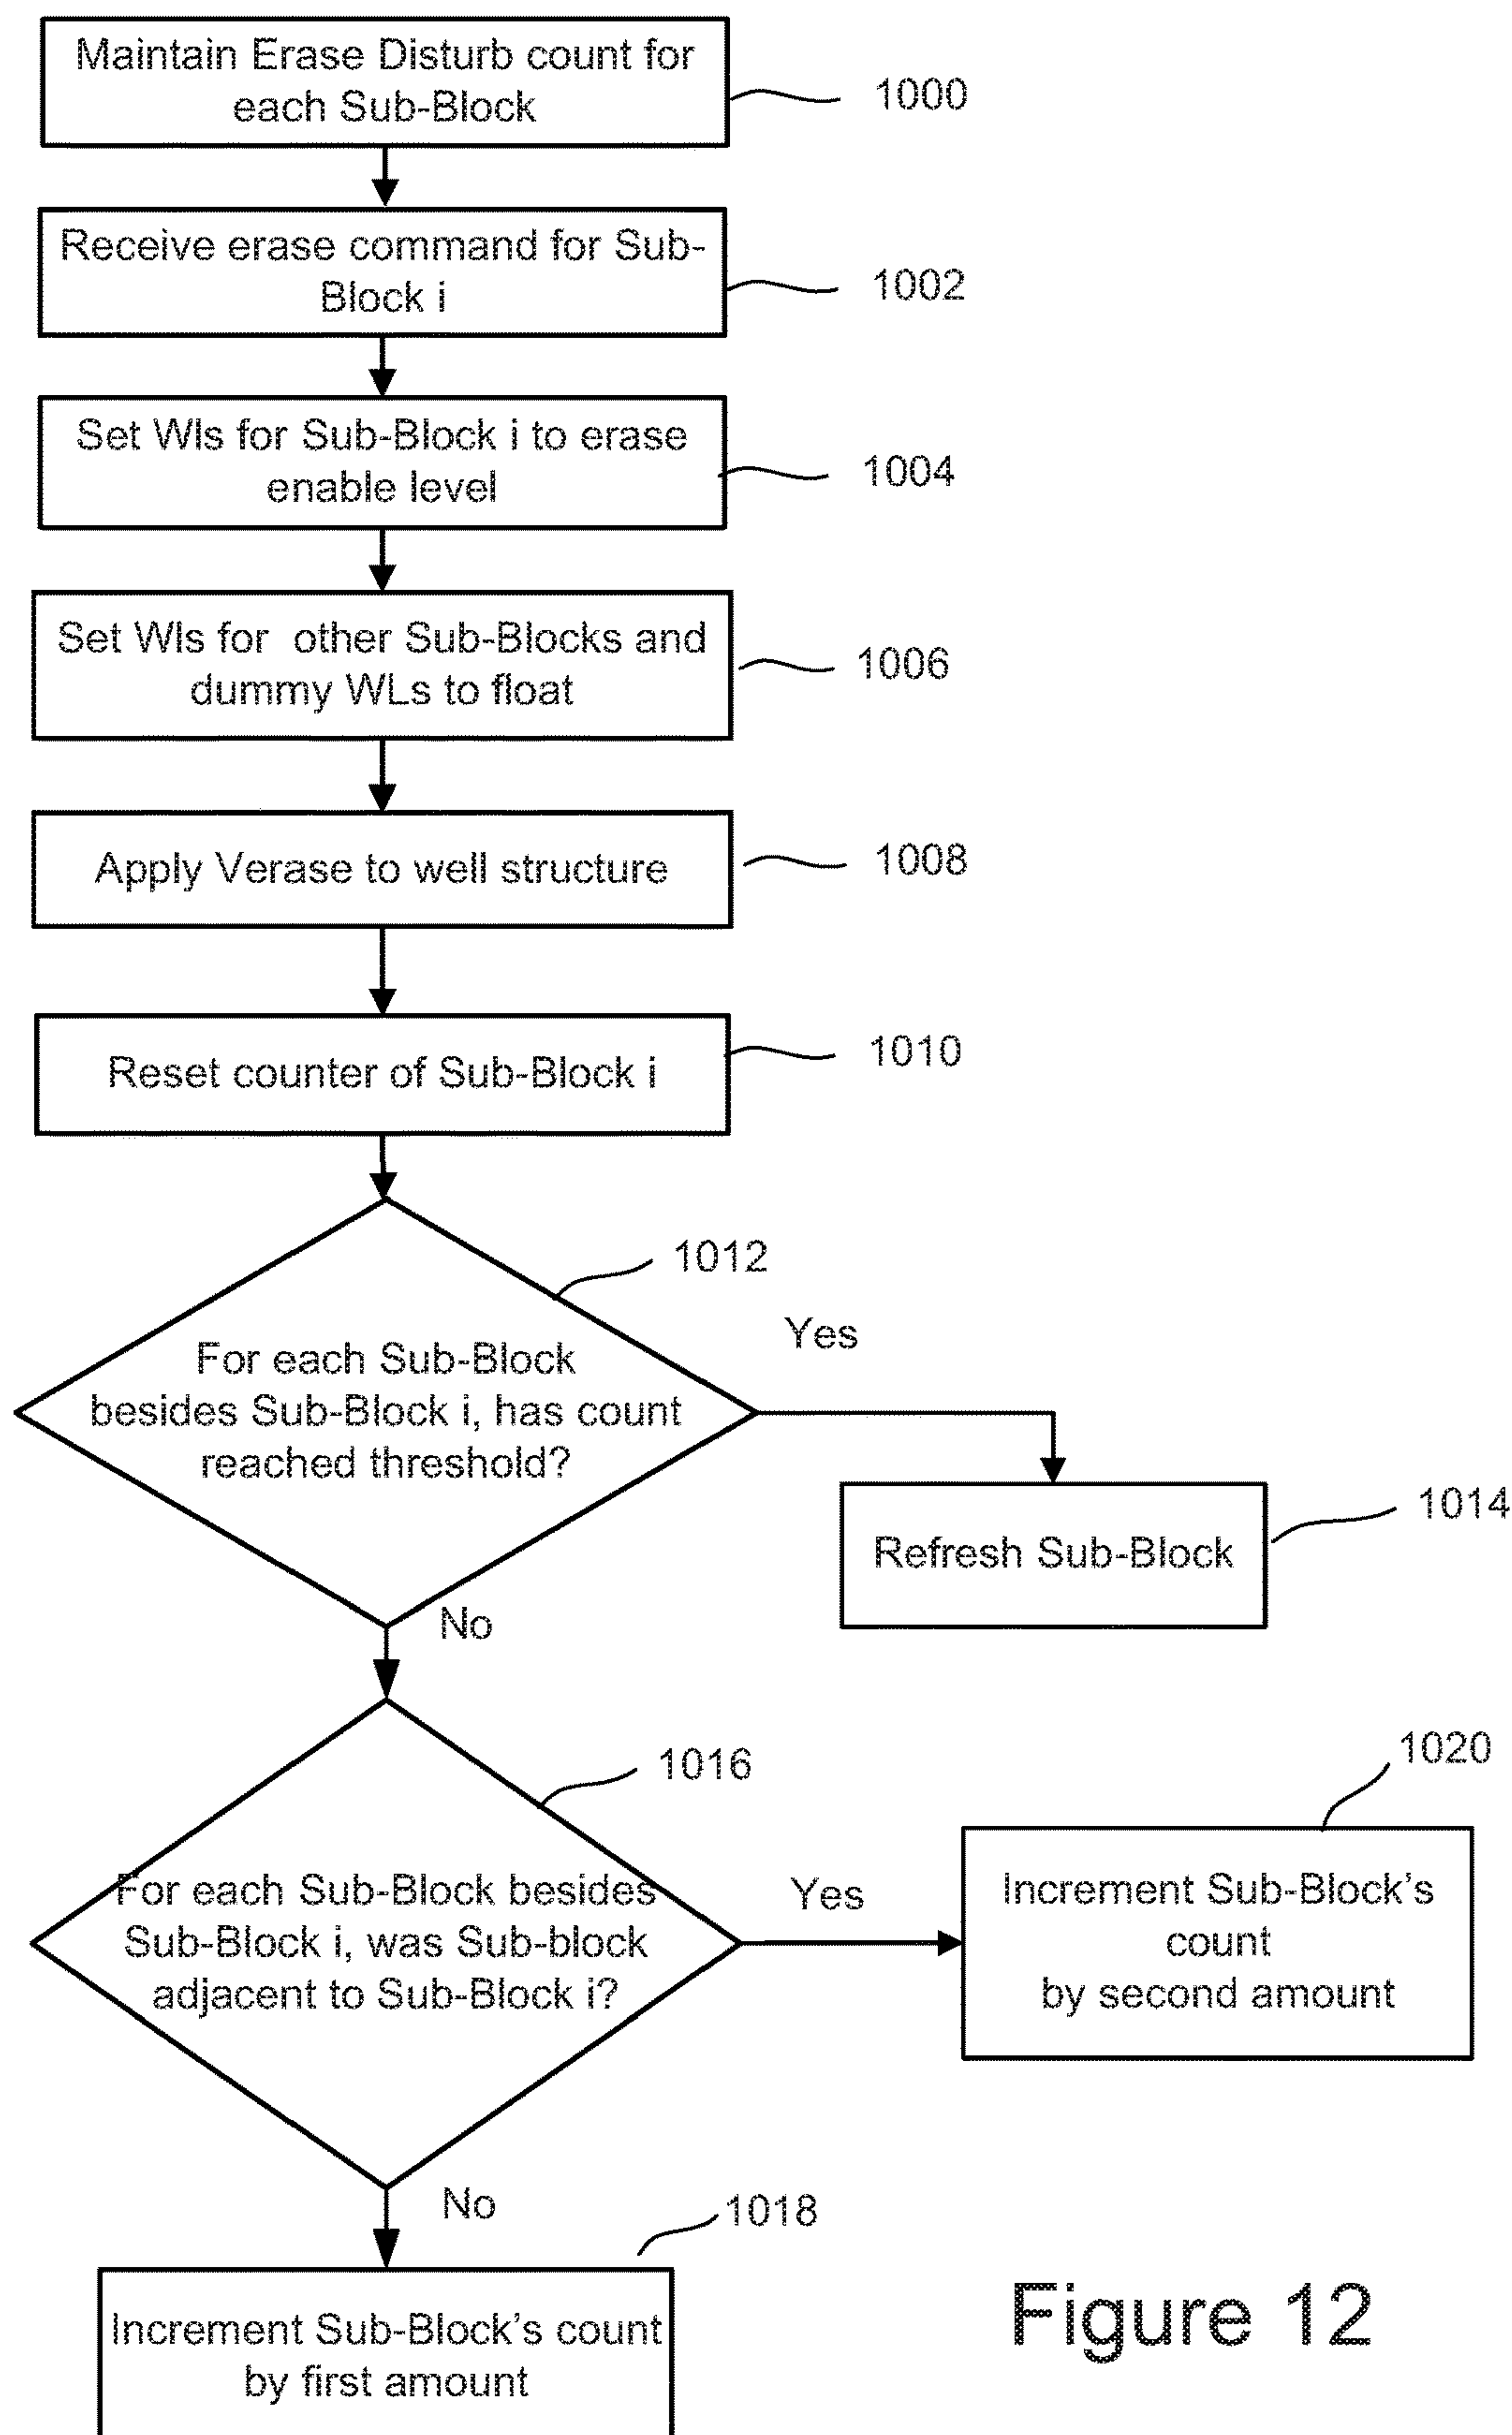 Maintain Erase Disturb count for
each Sub-Block
1000
Receive erase command for Sub-
Block i
1002
Set Wls for Sub-Block i to erase
enable level
1004
Set Wls for other Sub-Blocks and
dummy WLs to float
1006
Apply Verase to well structure
1008
Reset counter of Sub-Block i
1010
1012
For each Sub-Block
besides Sub-Block i, has count
reached threshold?
Yes
1014
Refresh Sub-Block
No
1016
For each Sub-Block besides
Sub-Block i, was Sub-block
adjacent to Sub-Block i?
Yes
1020
Increment Sub-Block's
count
by second amount
No
1018
Increment Sub-Block's count
by first amount
Figure 12